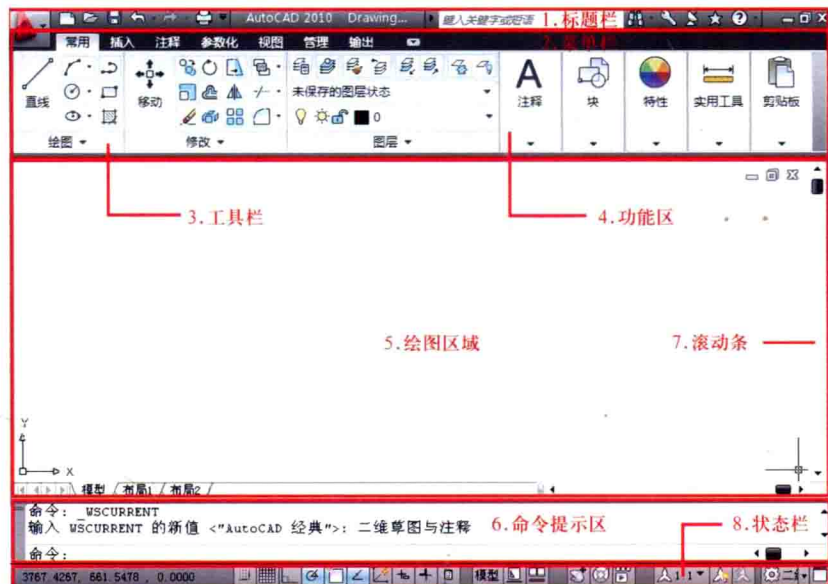 AutoCAD 2010 Drawing... 键入关键字或短语 1.标题栏
常用 插入 注释 参数化 视图 管理 输出 2.菜单栏
直线 移动 未保存的图层状态 注释 块 特性 实用工具 剪贴板
0
绘图 修改 图层
3.工具栏 4.功能区
5.绘图区域 7.滚动条
Y
X
模型 布局1 布局2
命令: _WSCURRENT
输入 WSCURRENT 的新值 <"AutoCAD 经典">: 二维草图与注释 6.命令提示区 8.状态栏
命令:
3767.4267, 661.5478 , 0.0000 模型 1:1